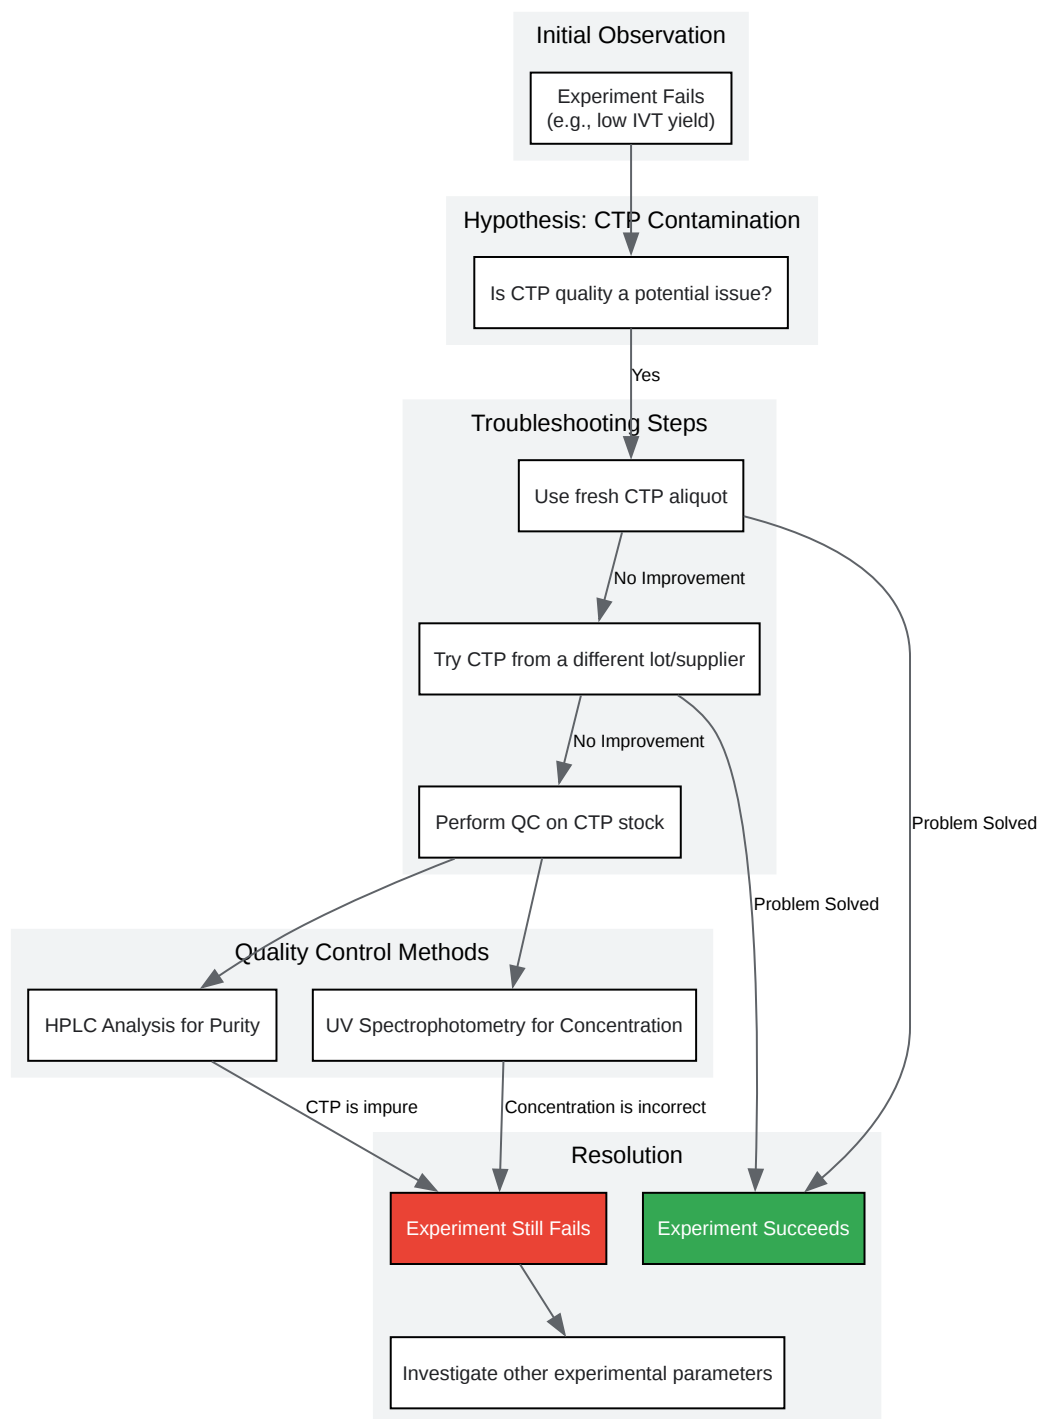 Initial Observation
Experiment Fails
(e.g., low IVT yield)
Hypothesis: CTP Contamination
Is CTP quality a potential issue?
Yes
Troubleshooting Steps
Use fresh CTP aliquot
No Improvement
Try CTP from a different lot/supplier
No Improvement
Perform QC on CTP stock
Problem Solved
Problem Solved
Quality Control Methods
HPLC Analysis for Purity
UV Spectrophotometry for Concentration
CTP is impure
Concentration is incorrect
Resolution
Experiment Still Fails
Experiment Succeeds
Investigate other experimental parameters